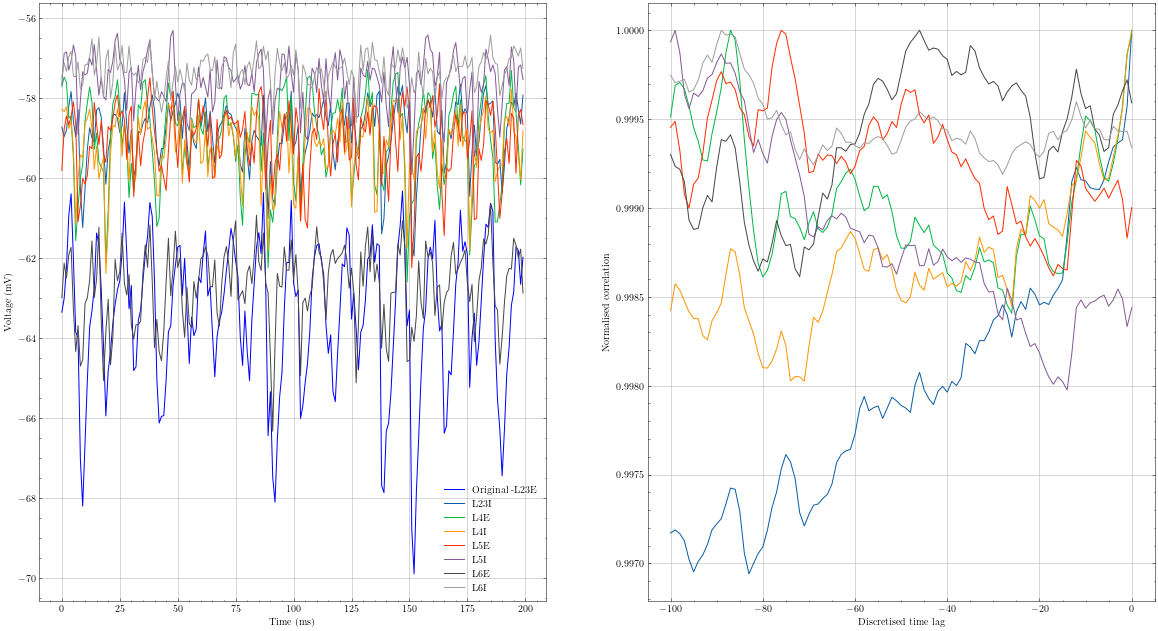 −56
−58
−60
−62
−64
−66
−68
−70
Voltage (mV)
0
25
50
75
100
125
150
175
200
Time (ms)
Original -L23E
L23I
L4E
L4I
L5E
L5I
L6E
L6I
1.0000
0.9995
0.9990
0.9985
0.9980
0.9975
0.9970
Normalised correlation
−100
−80
−60
−40
−20
0
Discretised time lag